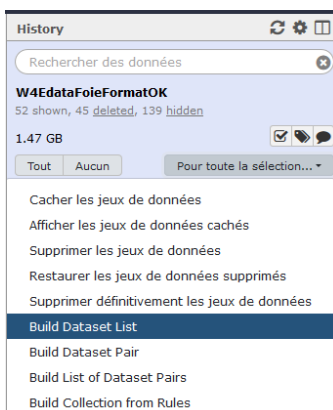 History
Rechercher des données
W4EdataFoieFormatOK
52 shown, 45 deleted, 139 hidden
1.47 GB
Tout Aucun Pour toute la sélection...
Cacher les jeux de données
Afficher les jeux de données cachés
Supprimer les jeux de données
Restaurer les jeux de données supprimés
Supprimer définitivement les jeux de données
Build Dataset List
Build Dataset Pair
Build List of Dataset Pairs
Build Collection from Rules